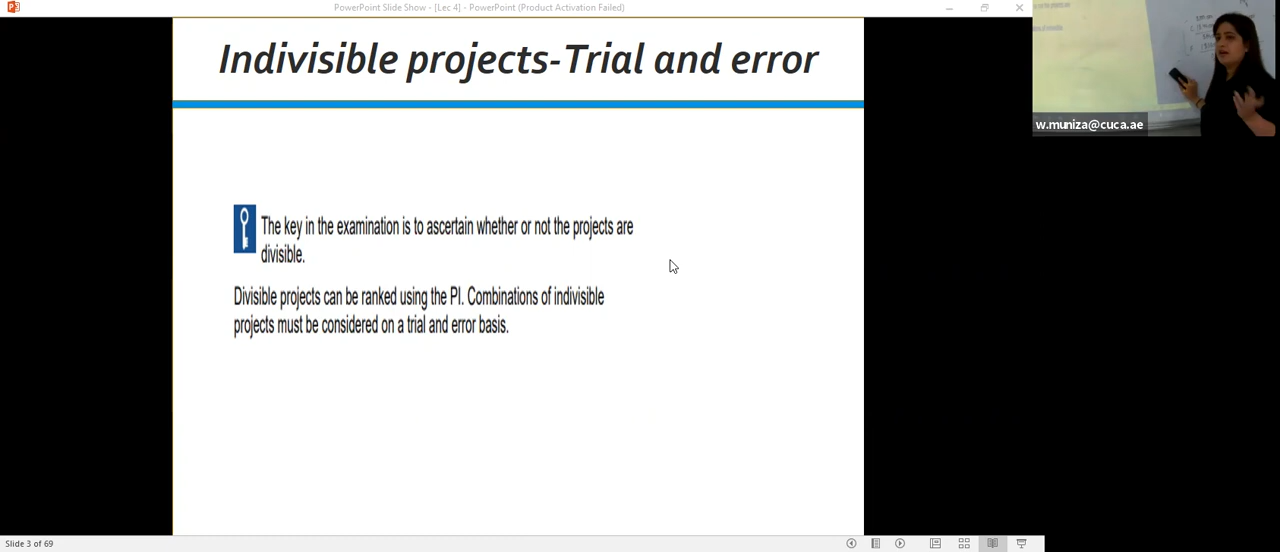 PowerPoint Slide Show - [Lec 4] - PowerPoint (Product Activation Failed)
Indivisible projects-Trial and error
The key in the examination is to ascertain whether or not the projects are
divisible.
Divisible projects can be ranked using the PI. Combinations of indivisible
projects must be considered on a trial and error basis.
w.muniza@cuca.ae
Slide 3 of 69